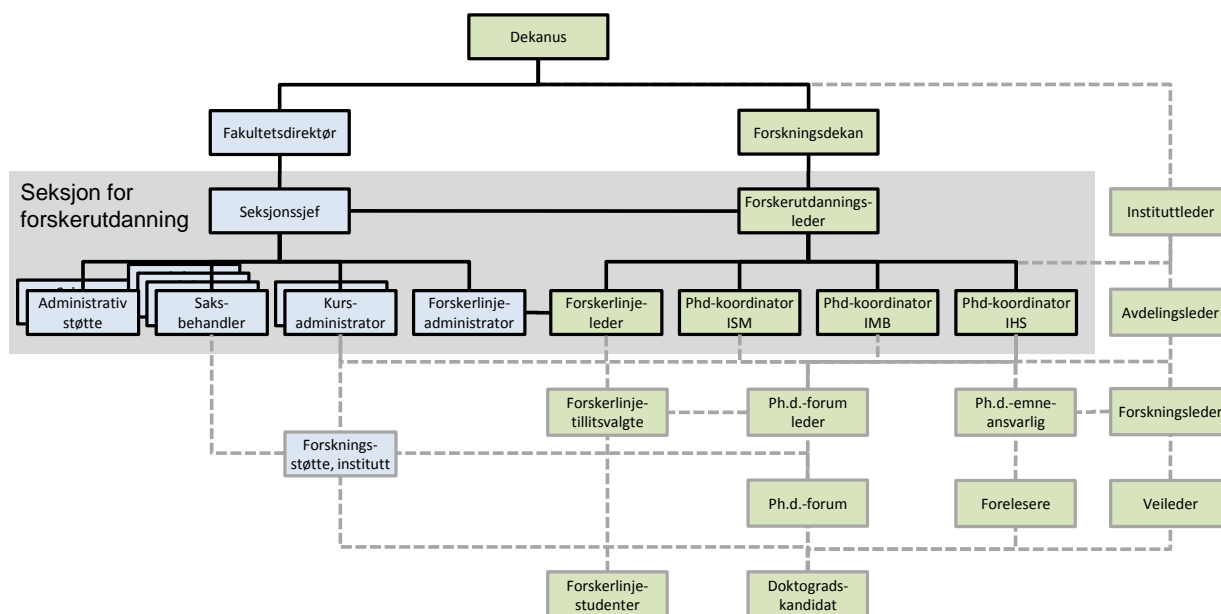 Dekanus
Fakultetsdirektør
Forskningsdekan
Seksjon for
forskerutdanning
Seksjonssjef
Forskerutdannings-
leder
Instituttleder
Administrativ
støtte
Saks-
behandler
Kurs-
administrator
Forskerlinje-
administrator
Forskerlinje-
leder
Phd-koordinator
ISM
Phd-koordinator
IMB
Phd-koordinator
IHS
Avdelingsleder
Forskerlinje-
tillitsvalgte
Ph.d.-forum
leder
Ph.d.-emne-
ansvarlig
Forskningsleder
Forsknings-
støtte, institutt
Ph.d.-forum
Forelesere
Veileder
Forskerlinje-
studenter
Doktograds-
kandidat